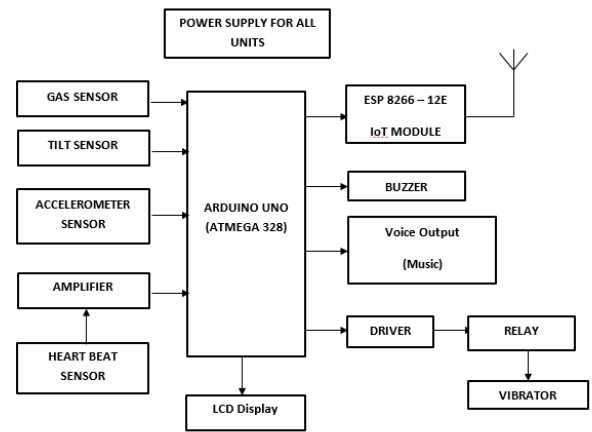 POWER SUPPLY FOR ALL
UNITS
GAS SENSOR
TILT SENSOR
ACCELEROMETER
SENSOR
AMPLIFIER
HEART BEAT
SENSOR
ARDUINO UNO
(ATMEGA 328)
LCD Display
ESP 8266 – 12E
IoT MODULE
BUZZER
Voice Output
(Music)
DRIVER
RELAY
VIBRATOR